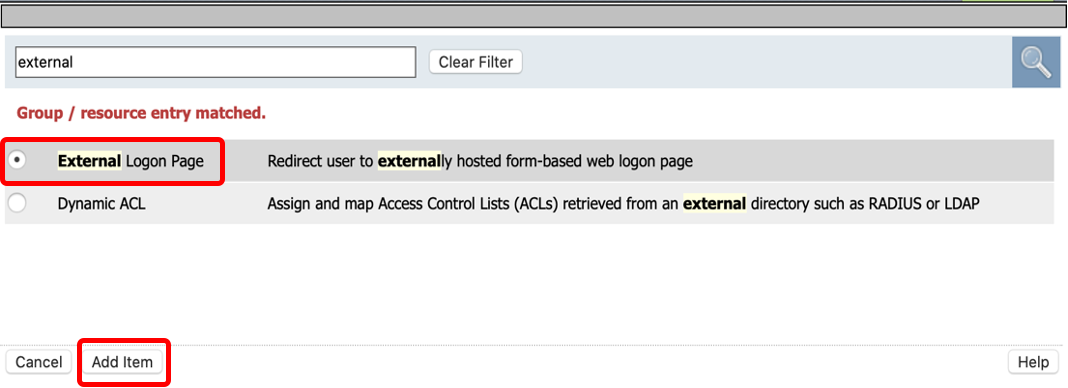 external
Clear Filter
Group / resource entry matched.
External Logon Page Redirect user to externally hosted form-based web logon page
Dynamic ACL Assign and map Access Control Lists (ACLs) retrieved from an external directory such as RADIUS or LDAP
Cancel Add Item Help